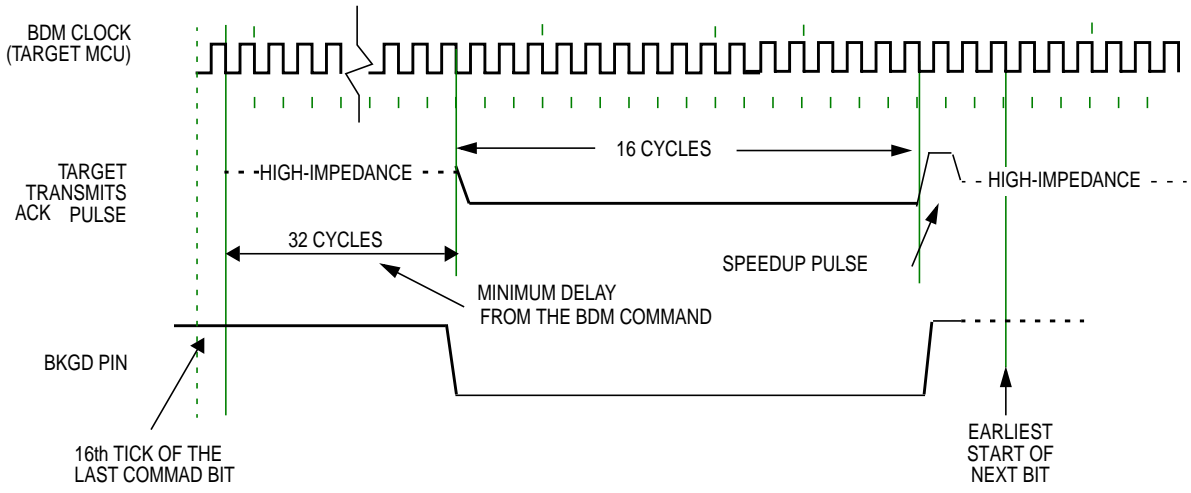 BDM CLOCK
(TARGET MCU)
16 CYCLES
TARGET
TRANSMITS
ACK PULSE
HIGH-IMPEDANCE
HIGH-IMPEDANCE
32 CYCLES
SPEEDUP PULSE
MINIMUM DELAY
FROM THE BDM COMMAND
BKGD PIN
16th TICK OF THE
LAST COMMAD BIT
EARLIEST
START OF
NEXT BIT